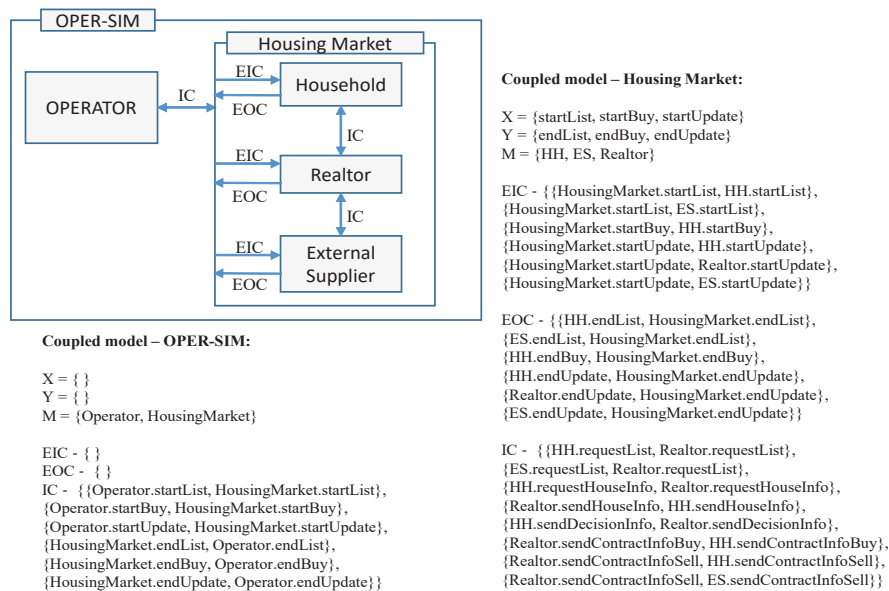 OPER-SIM
Housing Market
OPERATOR
IC
EIC
Household
EOC
IC
EIC
Realtor
EOC
IC
EIC
External
Supplier
EOC
Coupled model – OPER-SIM:
X = { }
Y = { }
M = {Operator, HousingMarket}
EIC - { }
EOC - { }
IC - {{Operator.startList, HousingMarket.startList},
{Operator.startBuy, HousingMarket.startBuy},
{Operator.startUpdate, HousingMarket.startUpdate},
{HousingMarket.endList, Operator.endList},
{HousingMarket.endBuy, Operator.endBuy},
{HousingMarket.endUpdate, Operator.endUpdate}}
Coupled model – Housing Market:
X = {startList, startBuy, startUpdate}
Y = {endList, endBuy, endUpdate}
M = {HH, ES, Realtor}
EIC - {{HousingMarket.startList, HH.startList},
{HousingMarket.startList, ES.startList},
{HousingMarket.startBuy, HH.startBuy},
{HousingMarket.startUpdate, HH.startUpdate},
{HousingMarket.startUpdate, Realtor.startUpdate},
{HousingMarket.startUpdate, ES.startUpdate}}
EOC - {{HH.endList, HousingMarket.endList},
{ES.endList, HousingMarket.endList},
{HH.endBuy, HousingMarket.endBuy},
{HH.endUpdate, HousingMarket.endUpdate},
{Realtor.endUpdate, HousingMarket.endUpdate},
{ES.endUpdate, HousingMarket.endUpdate}}
IC - {{HH.requestList, Realtor.requestList},
{ES.requestList, Realtor.requestList},
{HH.requestHouseInfo, Realtor.requestHouseInfo},
{Realtor.sendHouseInfo, HH.sendHouseInfo},
{HH.sendDecisionInfo, Realtor.sendDecisionInfo},
{Realtor.sendContractInfoBuy, HH.sendContractInfoBuy},
{Realtor.sendContractInfoSell, HH.sendContractInfoSell},
{Realtor.sendContractInfoSell, ES.sendContractInfoSell}}